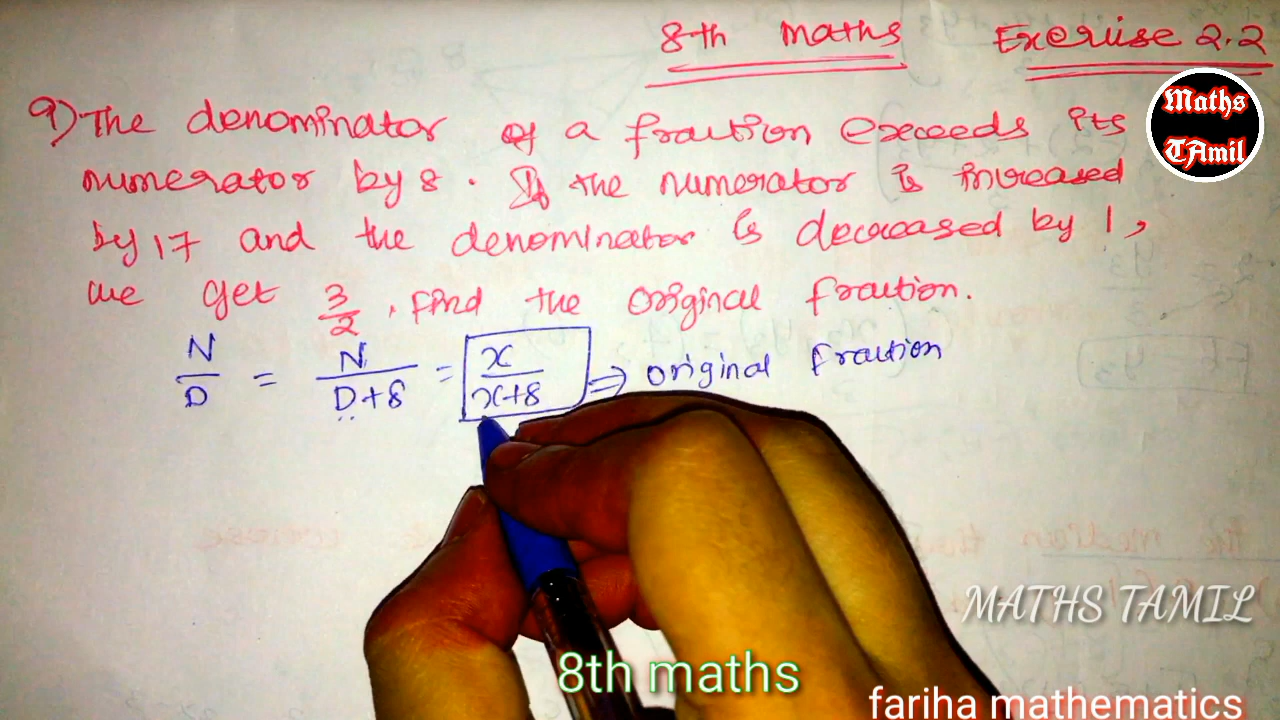 8th maths Exercise 2.2
Maths
TAmil
9) The denominator of a fraction exceeds its
numerator by 8. If the numerator is increased
by 17 and the denominator is decreased by 1,
we get 3/2, find the original fraction.
N/D = N/D+8 = x/x+8 ⇒ original fraction
MATHS TAMIL
8th maths
fariha mathematics